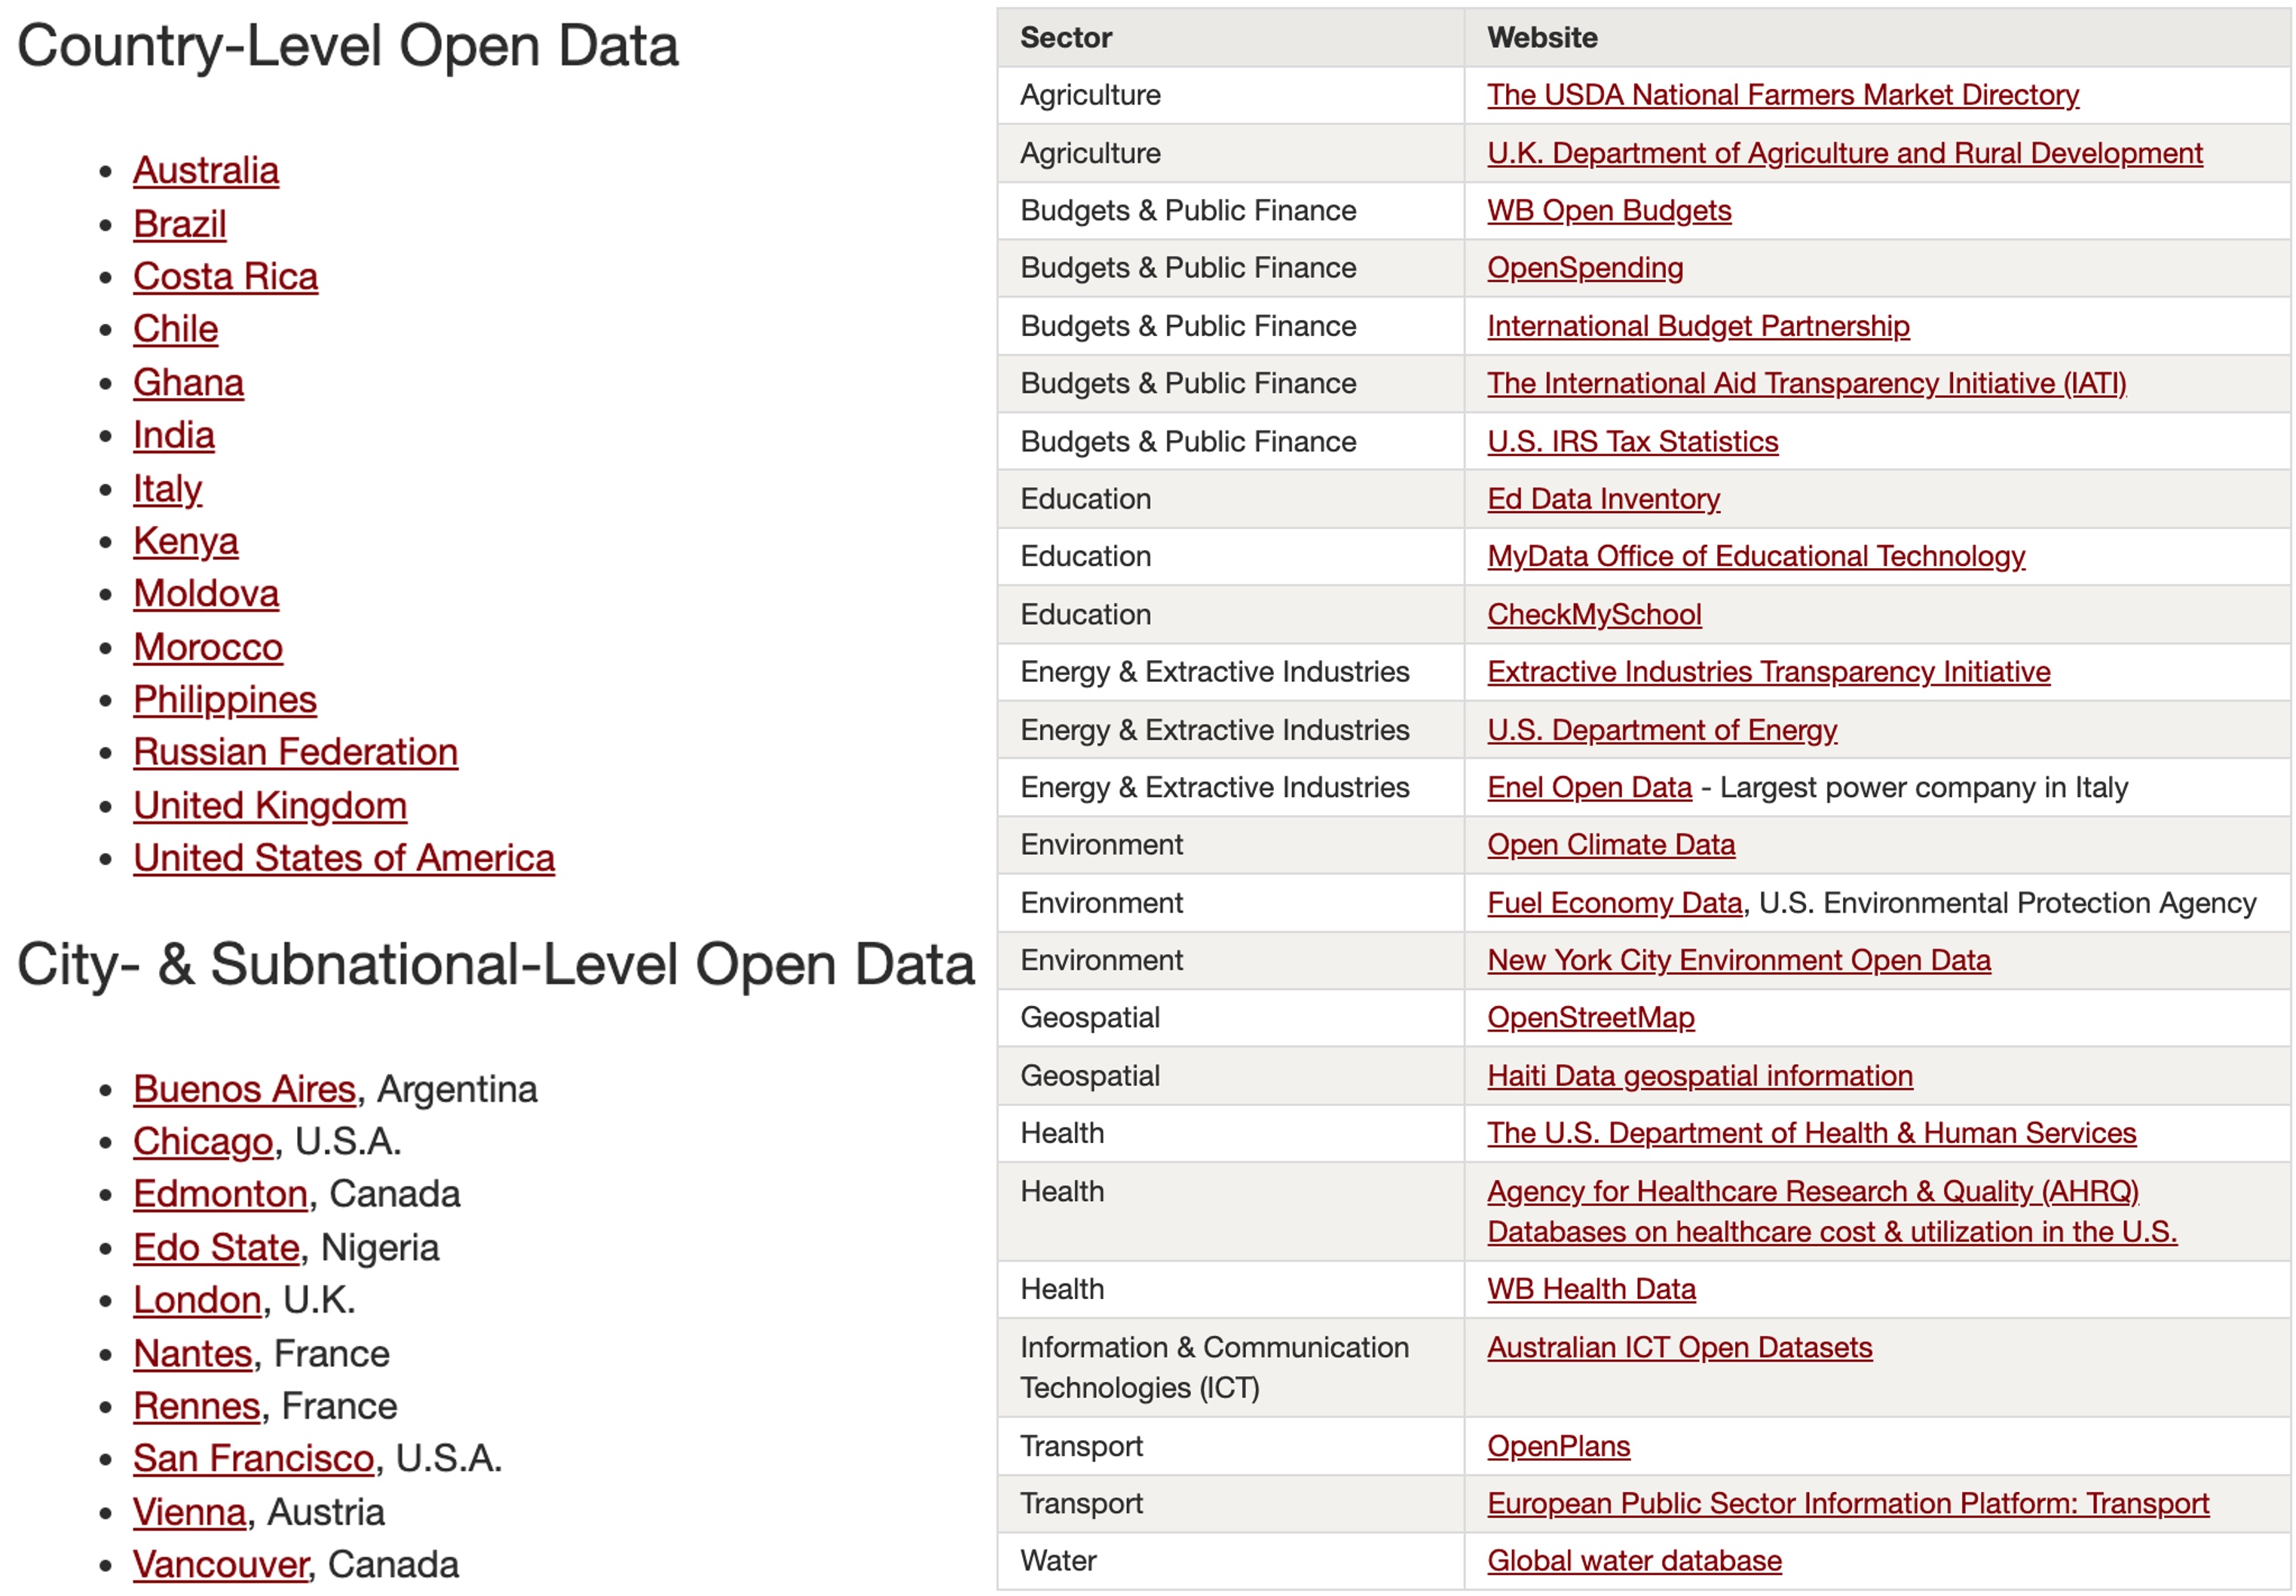 Country-Level Open Data
Australia
Brazil
Costa Rica
Chile
Ghana
India
Italy
Kenya
Moldova
Morocco
Philippines
Russian Federation
United Kingdom
United States of America
City- & Subnational-Level Open Data
Buenos Aires, Argentina
Chicago, U.S.A.
Edmonton, Canada
Edo State, Nigeria
London, U.K.
Nantes, France
Rennes, France
San Francisco, U.S.A.
Vienna, Austria
Vancouver, Canada
Sector Website
Agriculture The USDA National Farmers Market Directory
Agriculture U.K. Department of Agriculture and Rural Development
Budgets & Public Finance WB Open Budgets
Budgets & Public Finance OpenSpending
Budgets & Public Finance International Budget Partnership
Budgets & Public Finance The International Aid Transparency Initiative (IATI)
Budgets & Public Finance U.S. IRS Tax Statistics
Education Ed Data Inventory
Education MyData Office of Educational Technology
Education CheckMySchool
Energy & Extractive Industries Extractive Industries Transparency Initiative
Energy & Extractive Industries U.S. Department of Energy
Energy & Extractive Industries Enel Open Data - Largest power company in Italy
Environment Open Climate Data
Environment Fuel Economy Data, U.S. Environmental Protection Agency
Environment New York City Environment Open Data
Geospatial OpenStreetMap
Geospatial Haiti Data geospatial information
Health The U.S. Department of Health & Human Services
Health Agency for Healthcare Research & Quality (AHRQ)
Databases on healthcare cost & utilization in the U.S.
Health WB Health Data
Information & Communication Australian ICT Open Datasets
Technologies (ICT)
Transport OpenPlans
Transport European Public Sector Information Platform: Transport
Water Global water database